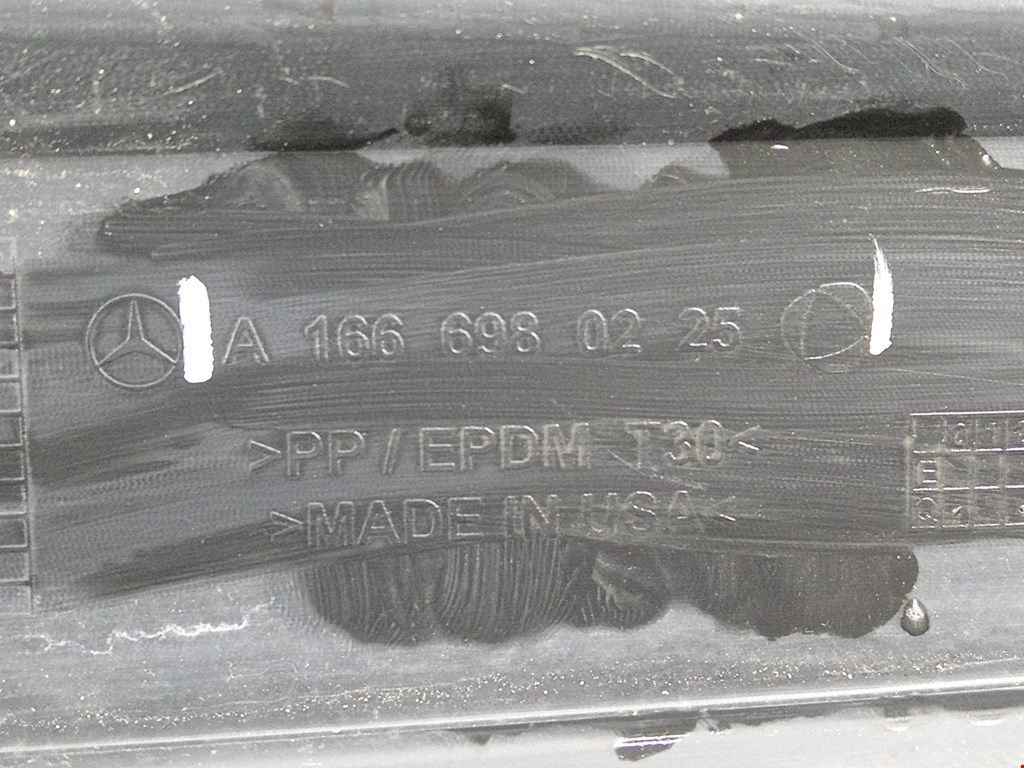 A 166 698 02 25
>PP / EPDM T30<
>MADE IN USA<